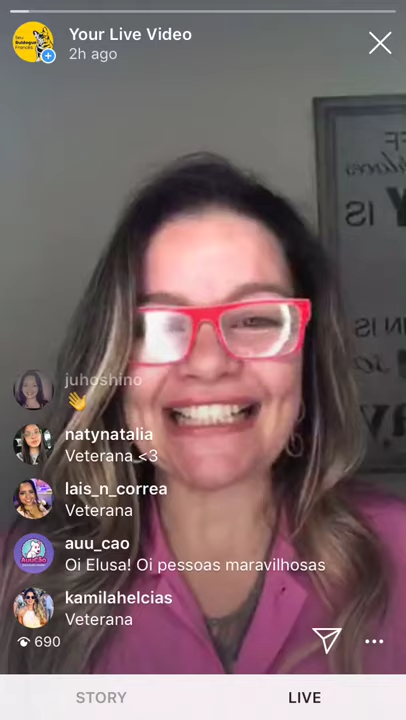 Your Live Video
2h ago
IS
juhoshino
👋
natynatalia
Veterana <3
lais_n_correa
Veterana
auu_cao
Oi Elusa! Oi pessoas maravilhosas
kamilahelcias
Veterana
690
STORY
LIVE